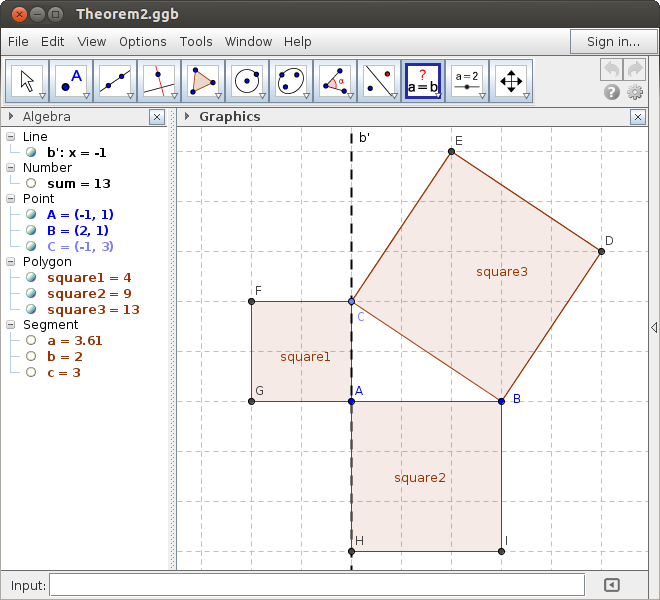 Theorem2.ggb
File Edit View Options Tools Window Help
Sign in...
A
α
?
a=b
a=2
?
Algebra
Graphics
Line
b': x = -1
Number
sum = 13
Point
A = (-1, 1)
B = (2, 1)
C = (-1, 3)
Polygon
square1 = 4
square2 = 9
square3 = 13
Segment
a = 3.61
b = 2
c = 3
b'
E
D
square3
F
C
square1
G
A
B
square2
H
I
Input: